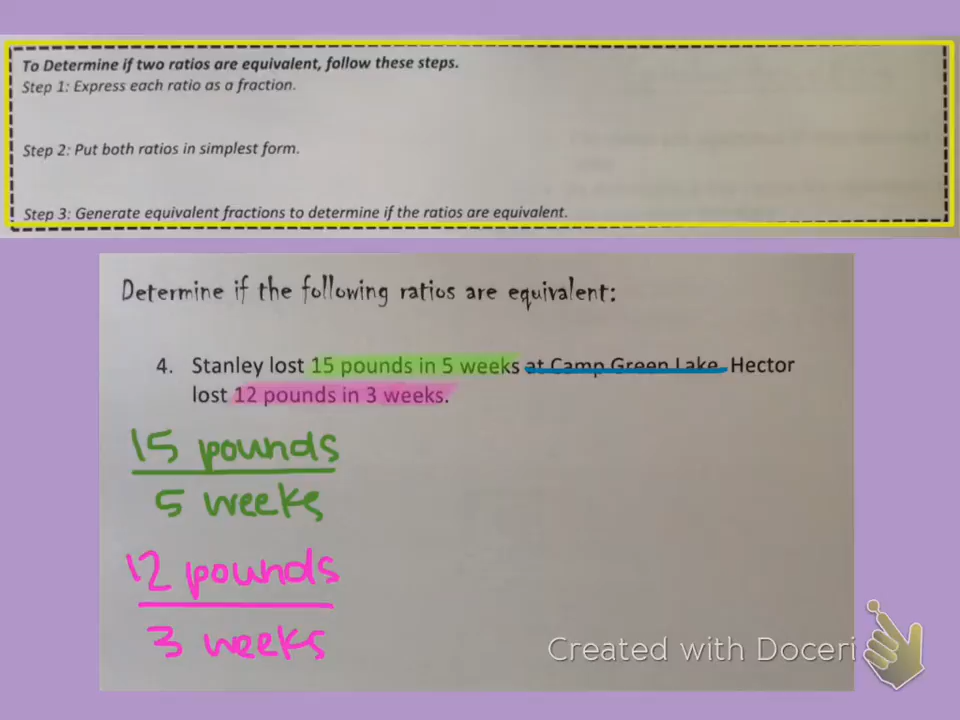 To Determine if two ratios are equivalent, follow these steps.
Step 1: Express each ratio as a fraction.
Step 2: Put both ratios in simplest form.
Step 3: Generate equivalent fractions to determine if the ratios are equivalent.
Determine if the following ratios are equivalent:
4. Stanley lost 15 pounds in 5 weeks at Camp Green Lake. Hector
lost 12 pounds in 3 weeks.
15 pounds
5 weeks
12 pounds
3 weeks
Created with Doceri